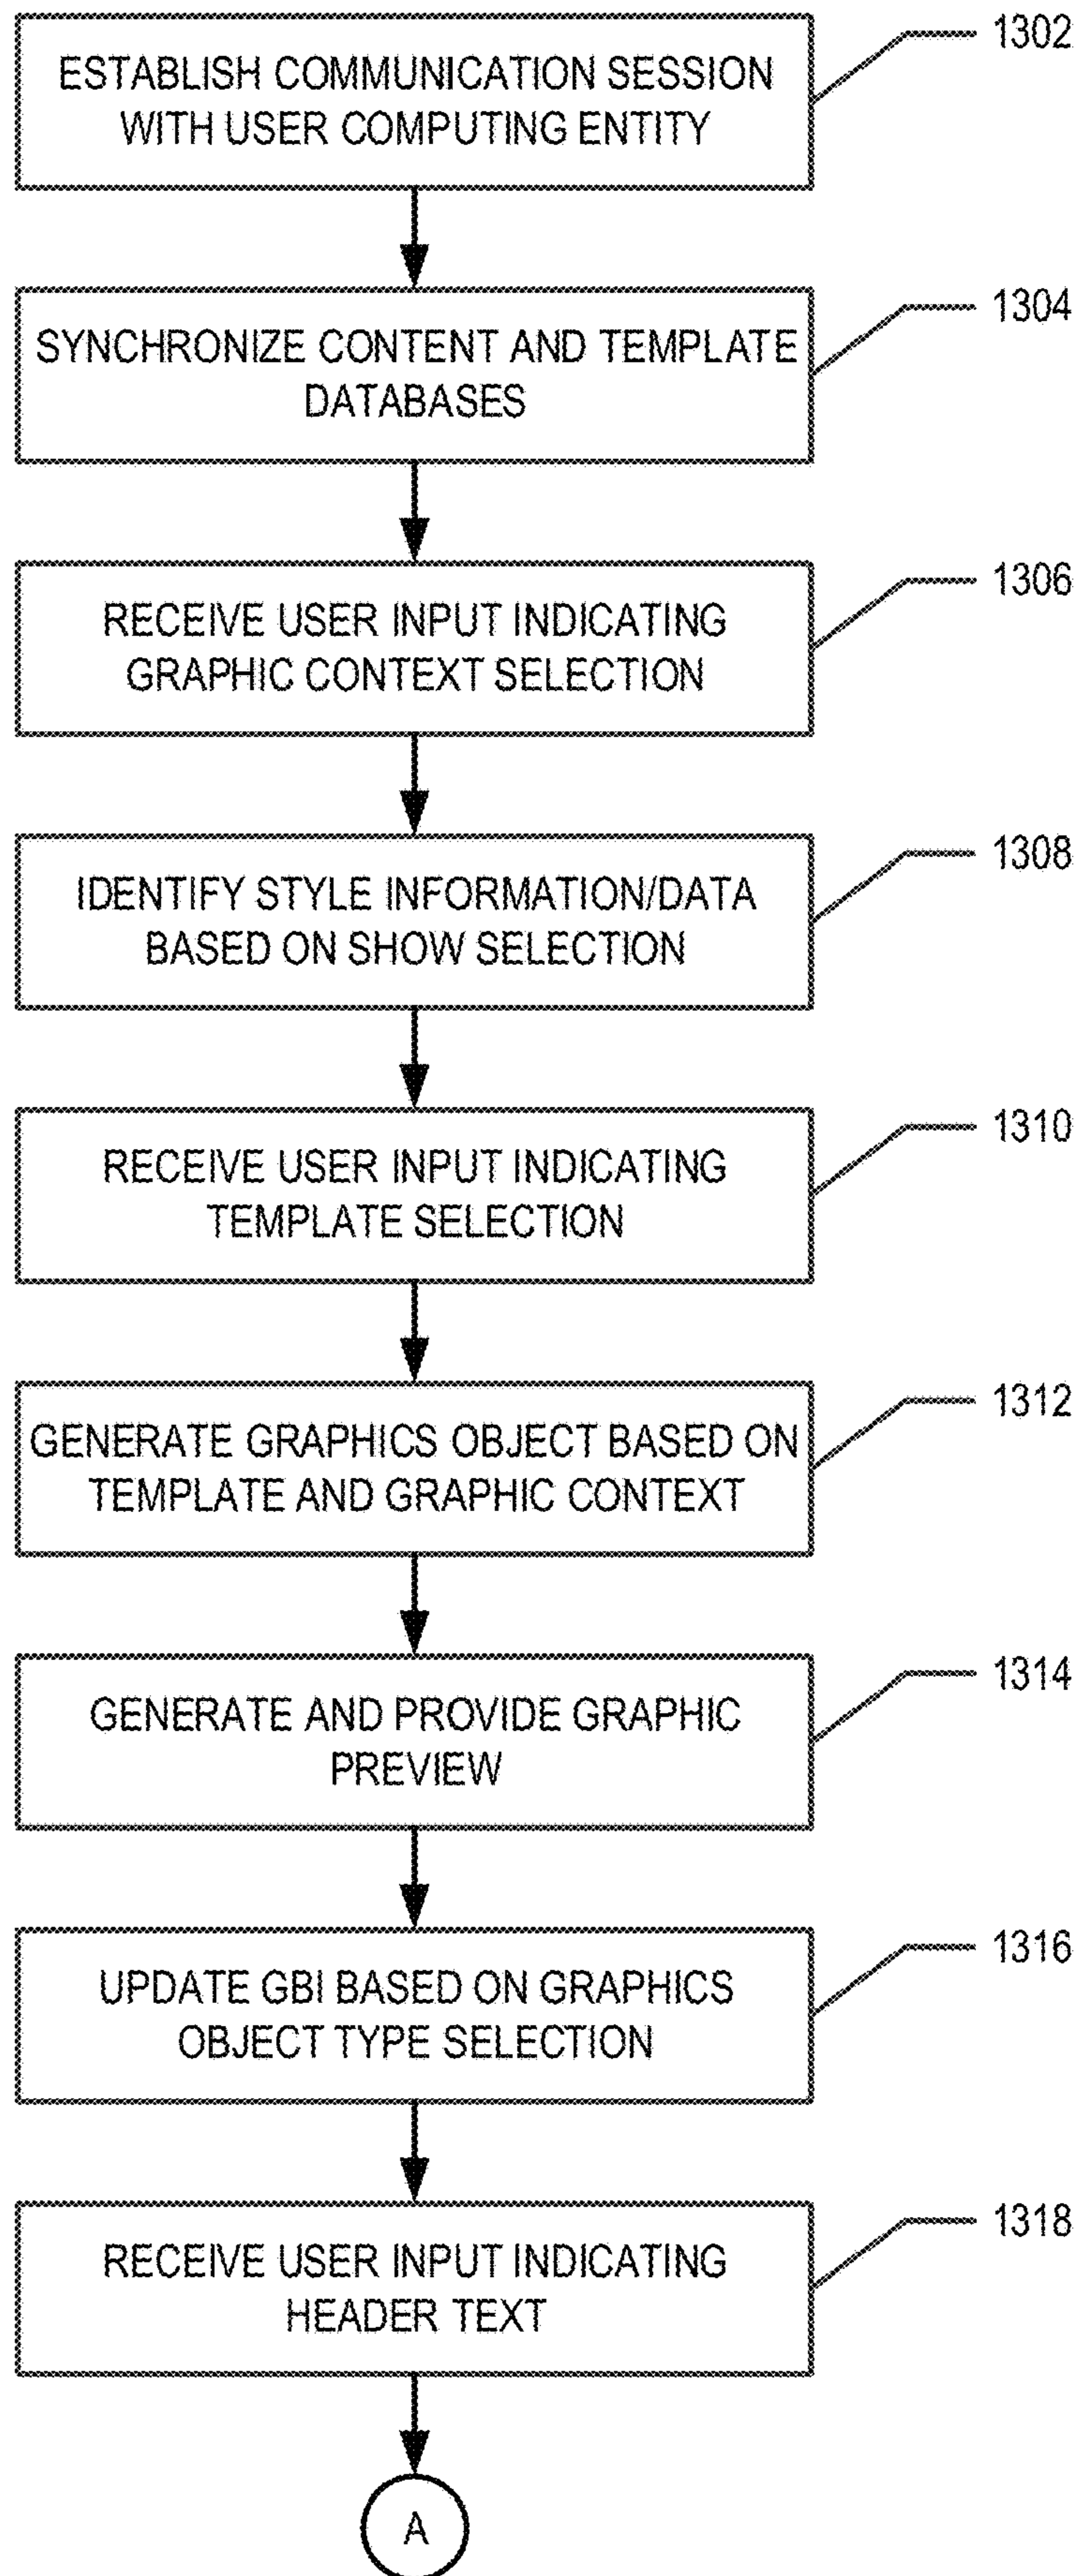 1302
ESTABLISH COMMUNICATION SESSION
WITH USER COMPUTING ENTITY
1304
SYNCHRONIZE CONTENT AND TEMPLATE
DATABASES
1306
RECEIVE USER INPUT INDICATING
GRAPHIC CONTEXT SELECTION
1308
IDENTIFY STYLE INFORMATION/DATA
BASED ON SHOW SELECTION
1310
RECEIVE USER INPUT INDICATING
TEMPLATE SELECTION
1312
GENERATE GRAPHICS OBJECT BASED ON
TEMPLATE AND GRAPHIC CONTEXT
1314
GENERATE AND PROVIDE GRAPHIC
PREVIEW
1316
UPDATE GBI BASED ON GRAPHICS
OBJECT TYPE SELECTION
1318
RECEIVE USER INPUT INDICATING
HEADER TEXT
A